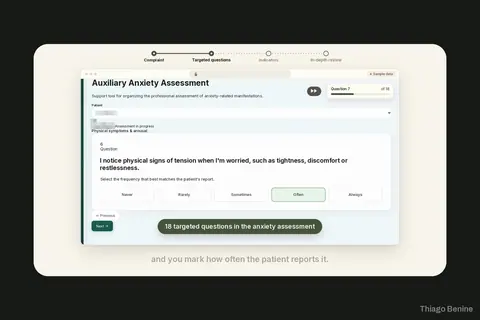 Complaint Targeted questions Indicators In-depth review
Sample data
Auxiliary Anxiety Assessment
Support tool for organizing the professional assessment of anxiety-related manifestations.
Question 7 of 18
Patient
Assessment in progress
Physical symptoms & arousal
6
Question
I notice physical signs of tension when I'm worried, such as tightness, discomfort or
restlessness.
Select the frequency that best matches the patient's report.
Never Rarely Sometimes Often Always
← Previous
Next →
18 targeted questions in the anxiety assessment
and you mark how often the patient reports it.
Thiago Benine